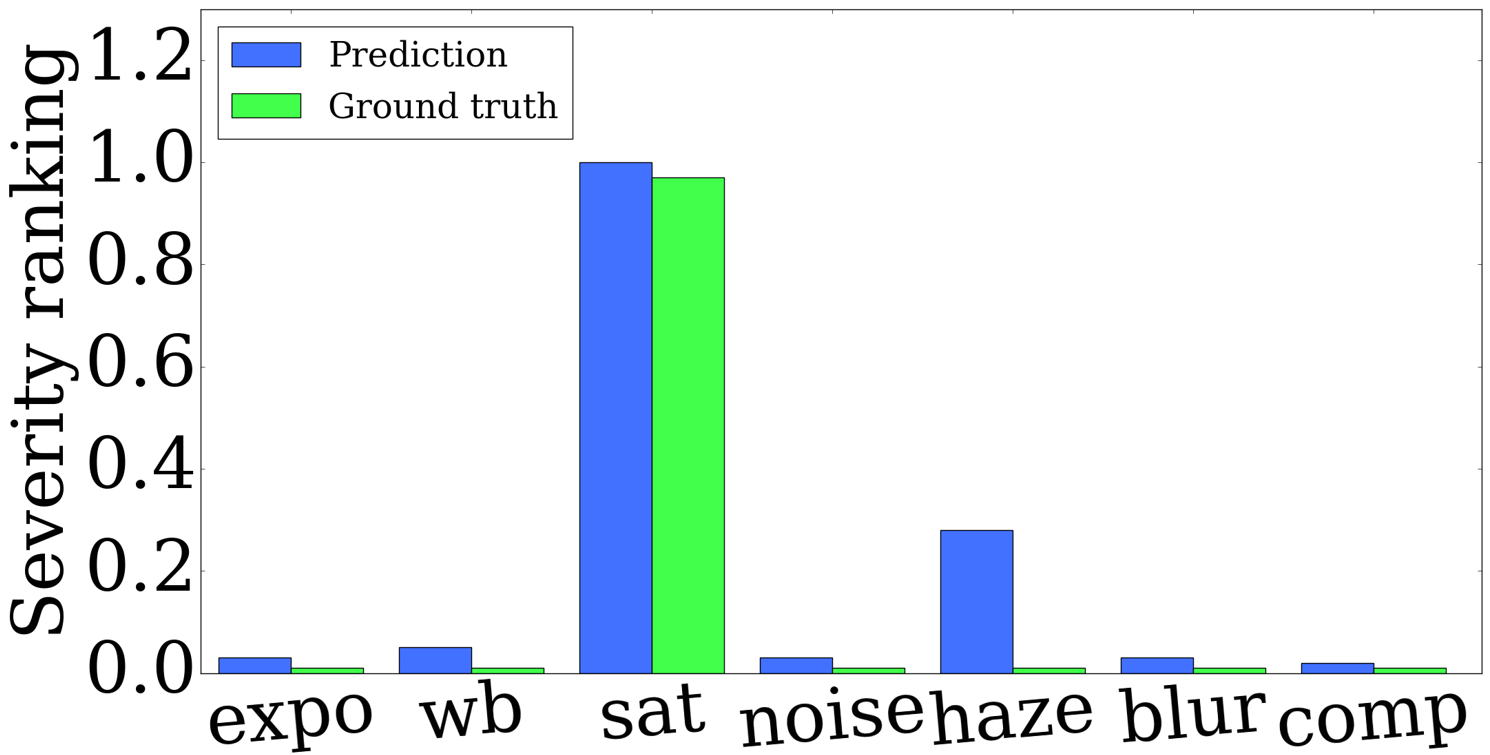 Severity ranking
1.2
1.0
0.8
0.6
0.4
0.2
0.0
Prediction
Ground truth
expo wb sat noise haze blur comp